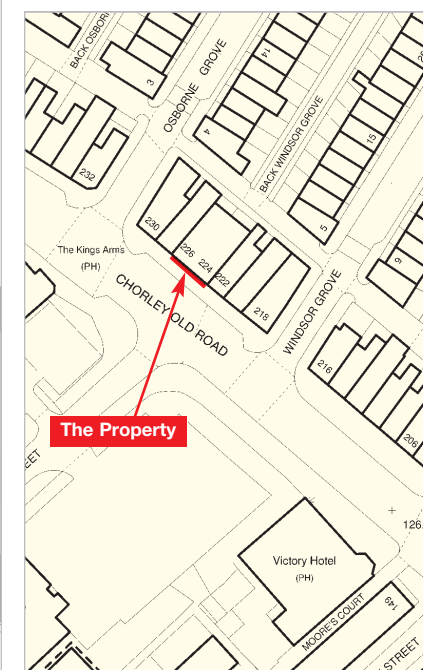 BACK OSBORN
3
OSBORNE GROVE
14
4
BACK WINDSOR GROVE
15
232
230
226
224
222
218
5
9
The Kings Arms
(PH)
CHORLEY OLD ROAD
WINDSOR GROVE
216
206
The Property
EET
126.
Victory Hotel
(PH)
MOORE'S COURT
149
STREET